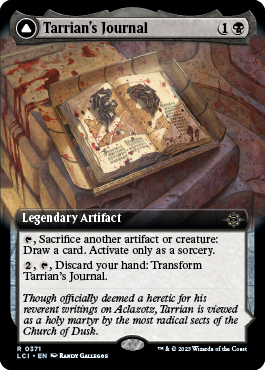 Tarrian's Journal 1
Legendary Artifact
, Sacrifice another artifact or creature:
Draw a card. Activate only as a sorcery.
2, , Discard your hand: Transform
Tarrian's Journal.
Though officially deemed a heretic for his
reverent writings on Aclazotz, Tarrian is viewed
as a holy martyr by the most radical sects of the
Church of Dusk.
R 0371
LCI • EN RANDY GALLEGOS
™ & © 2023 Wizards of the Coast